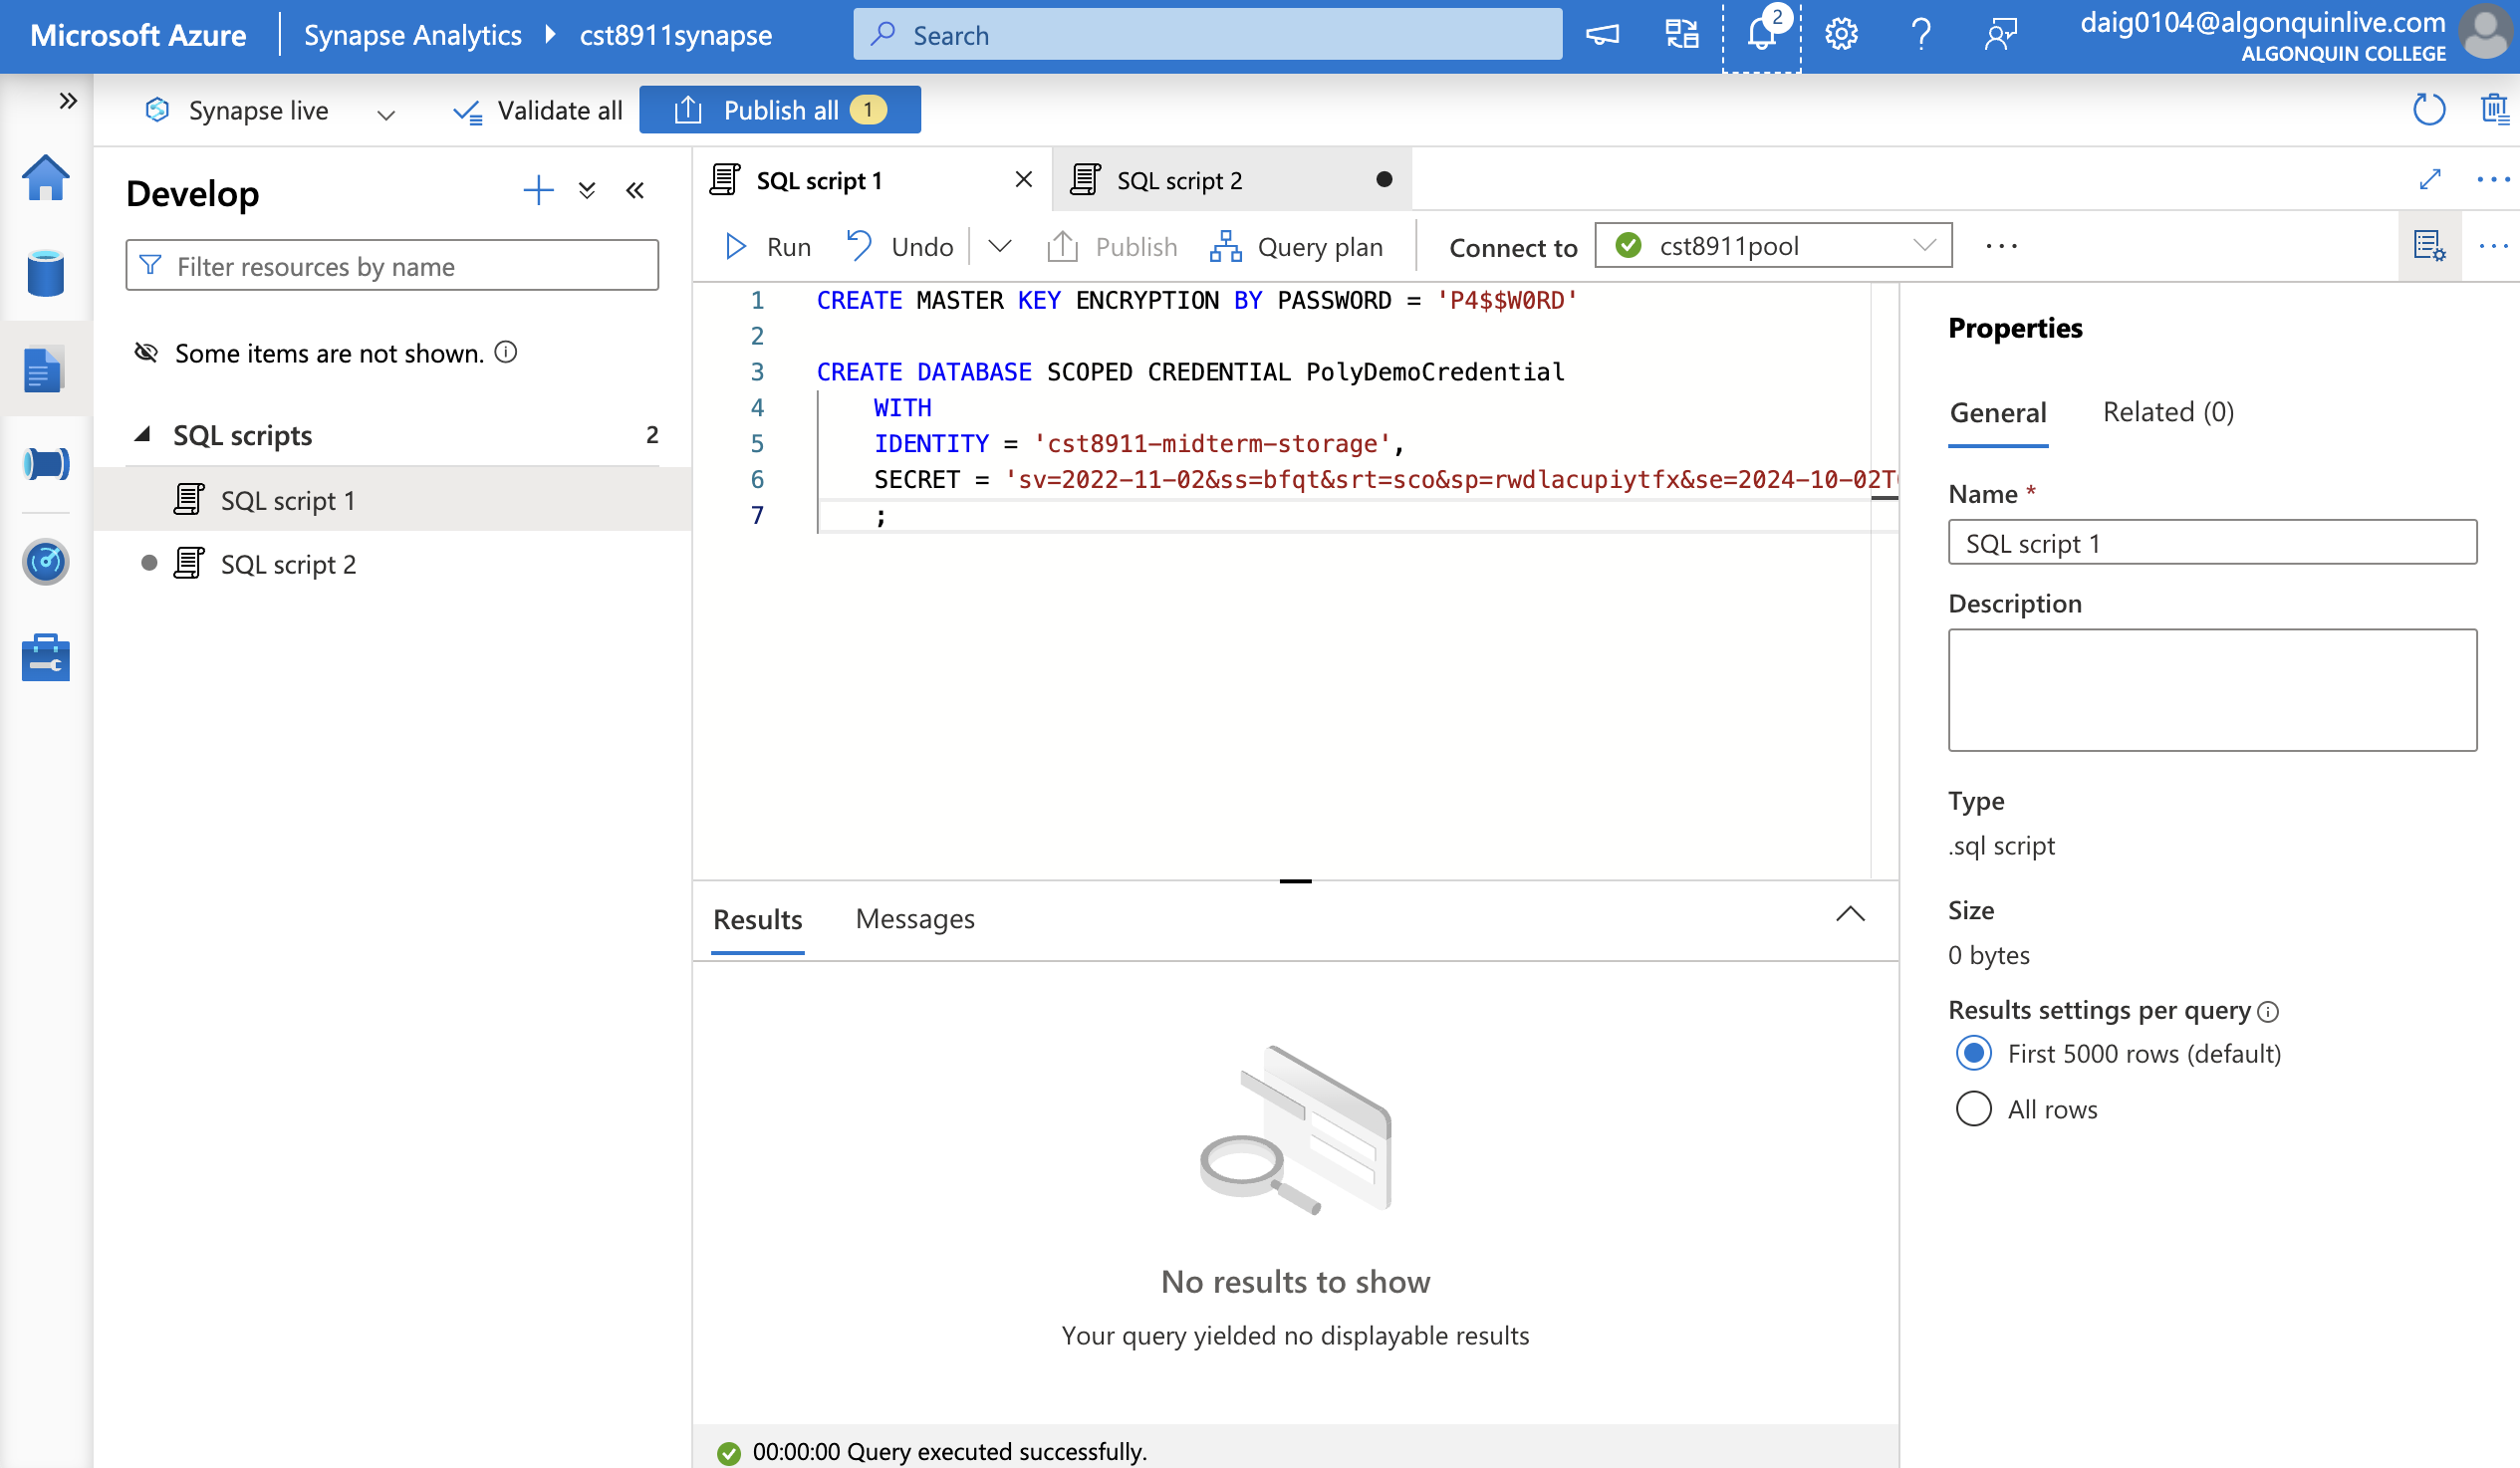 Microsoft Azure
Synapse Analytics
cst8911synapse
Search
2
daig0104@algonquinlive.com
ALGONQUIN COLLEGE
Synapse live
Validate all
Publish all 1
Develop
Filter resources by name
Some items are not shown.
SQL scripts 2
SQL script 1
SQL script 2
SQL script 1
SQL script 2
Run
Undo
Publish
Query plan
Connect to
cst8911pool
1 CREATE MASTER KEY ENCRYPTION BY PASSWORD = 'P4$$W0RD'
2
3 CREATE DATABASE SCOPED CREDENTIAL PolyDemoCredential
4 WITH
5 IDENTITY = 'cst8911-midterm-storage',
6 SECRET = 'sv=2022-11-02&ss=bfqt&srt=sco&sp=rwdlacupiytfx&se=2024-10-02T
7 ;
Results
Messages
No results to show
Your query yielded no displayable results
00:00:00 Query executed successfully.
Properties
General
Related (0)
Name *
SQL script 1
Description
Type
.sql script
Size
0 bytes
Results settings per query
First 5000 rows (default)
All rows